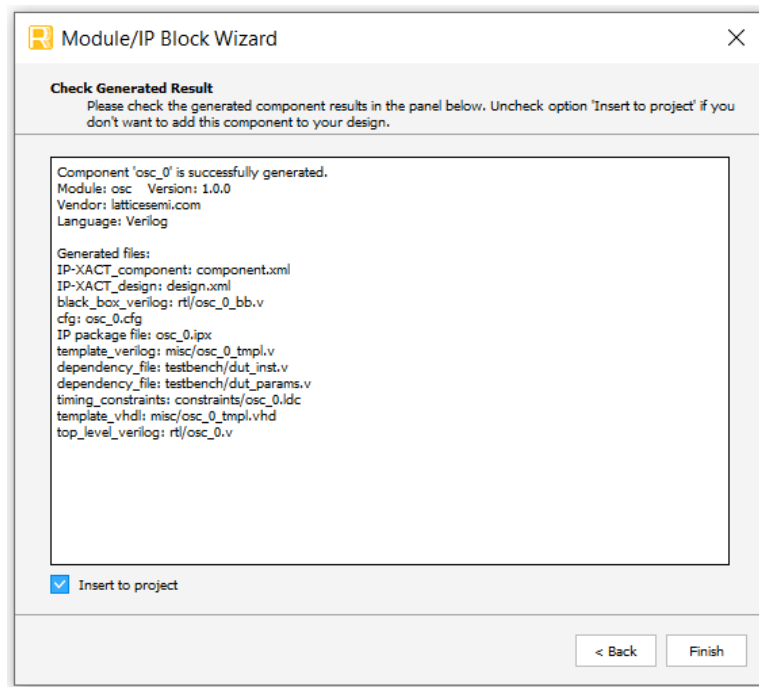 Module/IP Block Wizard
Check Generated Result
Please check the generated component results in the panel below. Uncheck option 'Insert to project' if you
don't want to add this component to your design.
Component 'osc_0' is successfully generated.
Module: osc    Version: 1.0.0
Vendor: latticesemi.com
Language: Verilog
Generated files:
IP-XACT_component: component.xml
IP-XACT_design: design.xml
black_box_verilog: rtl/osc_0_bb.v
cfg: osc_0.cfg
IP package file: osc_0.ipx
template_verilog: misc/osc_0_tmpl.v
dependency_file: testbench/dut_inst.v
dependency_file: testbench/dut_params.v
timing_constraints: constraints/osc_0.ldc
template_vhdl: misc/osc_0_tmpl.vhd
top_level_verilog: rtl/osc_0.v
Insert to project
< Back Finish